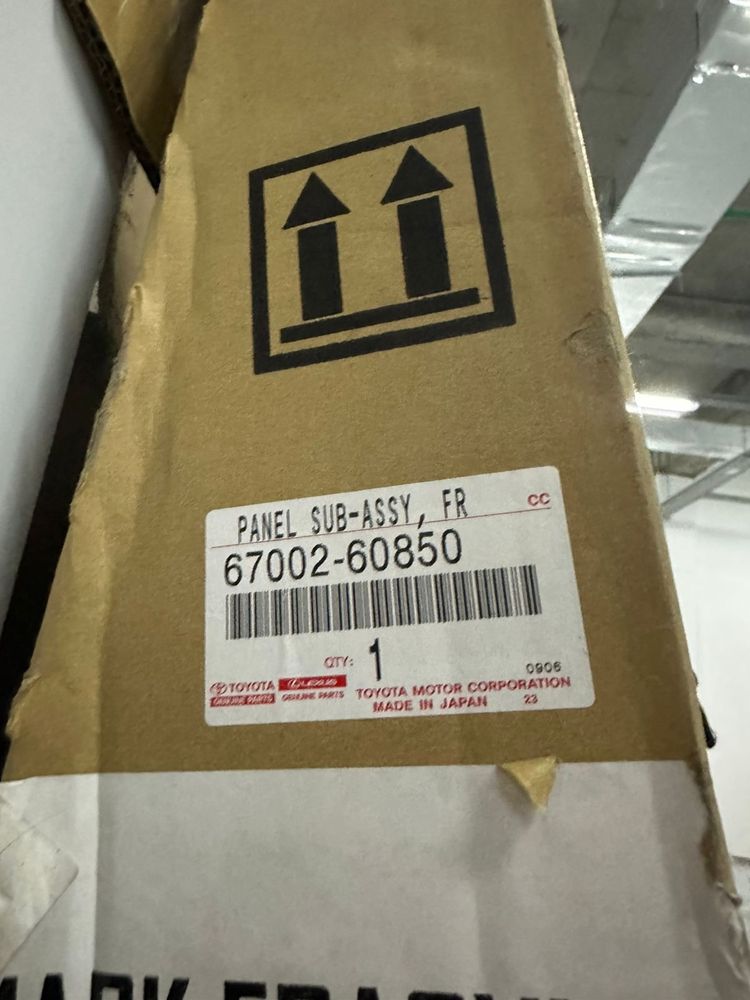 PANEL SUB-ASSY, FR
CC
67002-60850
QTY: 1
0906
TOYOTA
GENUINE PARTS
LEXUS
GENUINE PARTS
TOYOTA MOTOR CORPORATION
MADE IN JAPAN 23